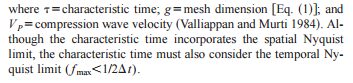 where τ=characteristic time; g=mesh dimension [Eq. (1)]; and
Vp=compression wave velocity (Valliappan and Murti 1984). Al-
though the characteristic time incorporates the spatial Nyquist
limit, the characteristic time must also consider the temporal Ny-
quist limit (fmax<1/2Δt).